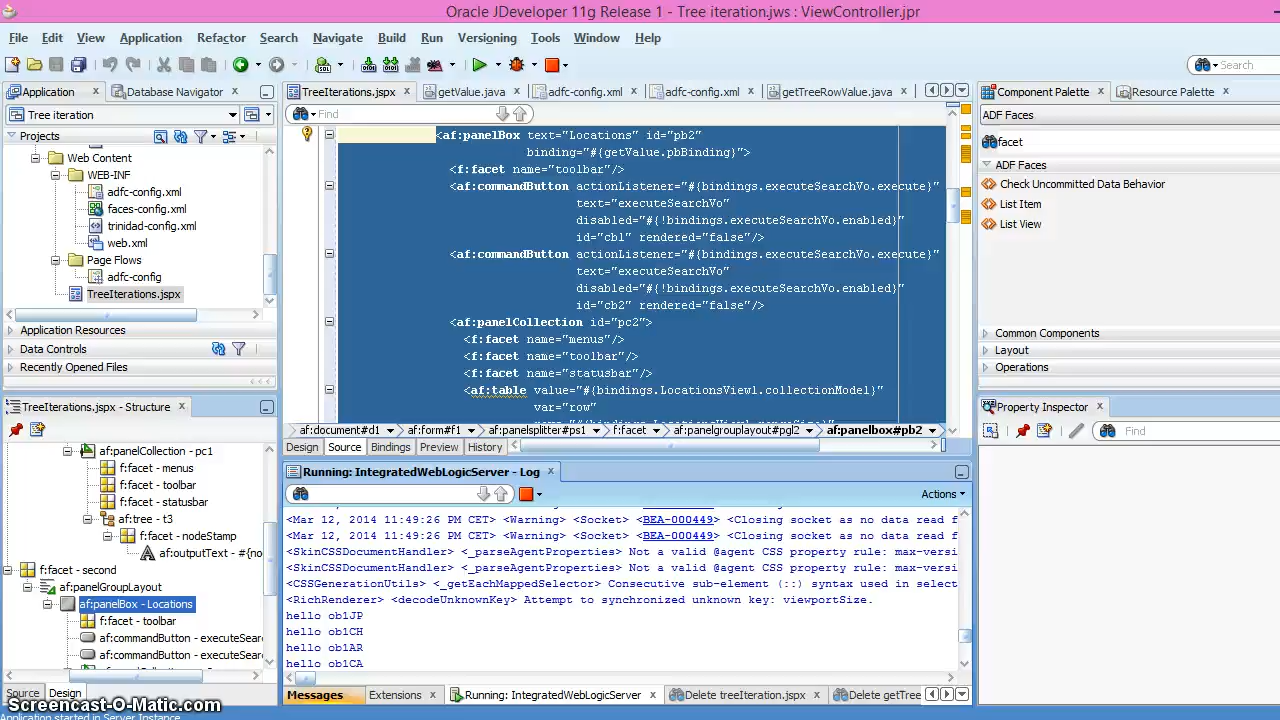 Oracle JDeveloper 11g Release 1 - Tree iteration.jws : ViewController.jpr
File Edit View Application Refactor Search Navigate Build Run Versioning Tools Window Help
Search
Application
Database Navigator
Tree iteration
Projects
Web Content
WEB-INF
adfc-config.xml
faces-config.xml
trinidad-config.xml
web.xml
Page Flows
adfc-config
TreeIterations.jspx
Application Resources
Data Controls
Recently Opened Files
TreeIterations.jspx - Structure
af:panelCollection - pc1
f:facet - menus
f:facet - toolbar
f:facet - statusbar
af:tree - t3
f:facet - nodeStamp
af:outputText - #{no
f:facet - second
af:panelGroupLayout
af:panelBox - Locations
f:facet - toolbar
af:commandButton - executeSear
af:commandButton - executeSear
Source Design
TreeIterations.jspx getValue.java adfc-config.xml adfc-config.xml getTreeRowValue.java
Find
<af:panelBox text="Locations" id="pb2"
binding="#{getValue.pbBinding}">
<f:facet name="toolbar"/>
<af:commandButton actionListener="#{bindings.executeSearchVo.execute}"
text="executeSearchVo"
disabled="#{!bindings.executeSearchVo.enabled}"
id="cb1" rendered="false"/>
<af:commandButton actionListener="#{bindings.executeSearchVo.execute}"
text="executeSearchVo"
disabled="#{!bindings.executeSearchVo.enabled}"
id="cb2" rendered="false"/>
<af:panelCollection id="pc2">
<f:facet name="menus"/>
<f:facet name="toolbar"/>
<f:facet name="statusbar"/>
<af:table value="#{bindings.LocationsView1.collectionModel}"
var="row"
af:document#d1 af:form#f1 af:panelsplitter#ps1 f:facet af:panelgrouplayout#pgl2 af:panelbox#pb2
Design Source Bindings Preview History
Running: IntegratedWebLogicServer - Log
Actions
<Mar 12, 2014 11:49:26 PM CET> <Warning> <Socket> <BEA-000449> <Closing socket as no data read f
<Mar 12, 2014 11:49:26 PM CET> <Warning> <Socket> <BEA-000449> <Closing socket as no data read f
<SkinCSSDocumentHandler> <_parseAgentProperties> Not a valid @agent CSS property rule: max-versi
<SkinCSSDocumentHandler> <_parseAgentProperties> Not a valid @agent CSS property rule: max-versi
<CSSGenerationUtils> <_getEachMappedSelector> Consecutive sub-element (::) syntax used in select
<RichRenderer> <decodeUnknownKey> Attempt to synchronized unknown key: viewportSize.
hello ob1JP
hello ob1CH
hello ob1AR
hello ob1CA
Messages Extensions Running: IntegratedWebLogicServer Delete treeIteration.jspx Delete getTree
Component Palette
Resource Palette
ADF Faces
facet
ADF Faces
Check Uncommitted Data Behavior
List Item
List View
Common Components
Layout
Operations
Property Inspector
Find
Screencast-O-Matic.com
Application started in Server Instance